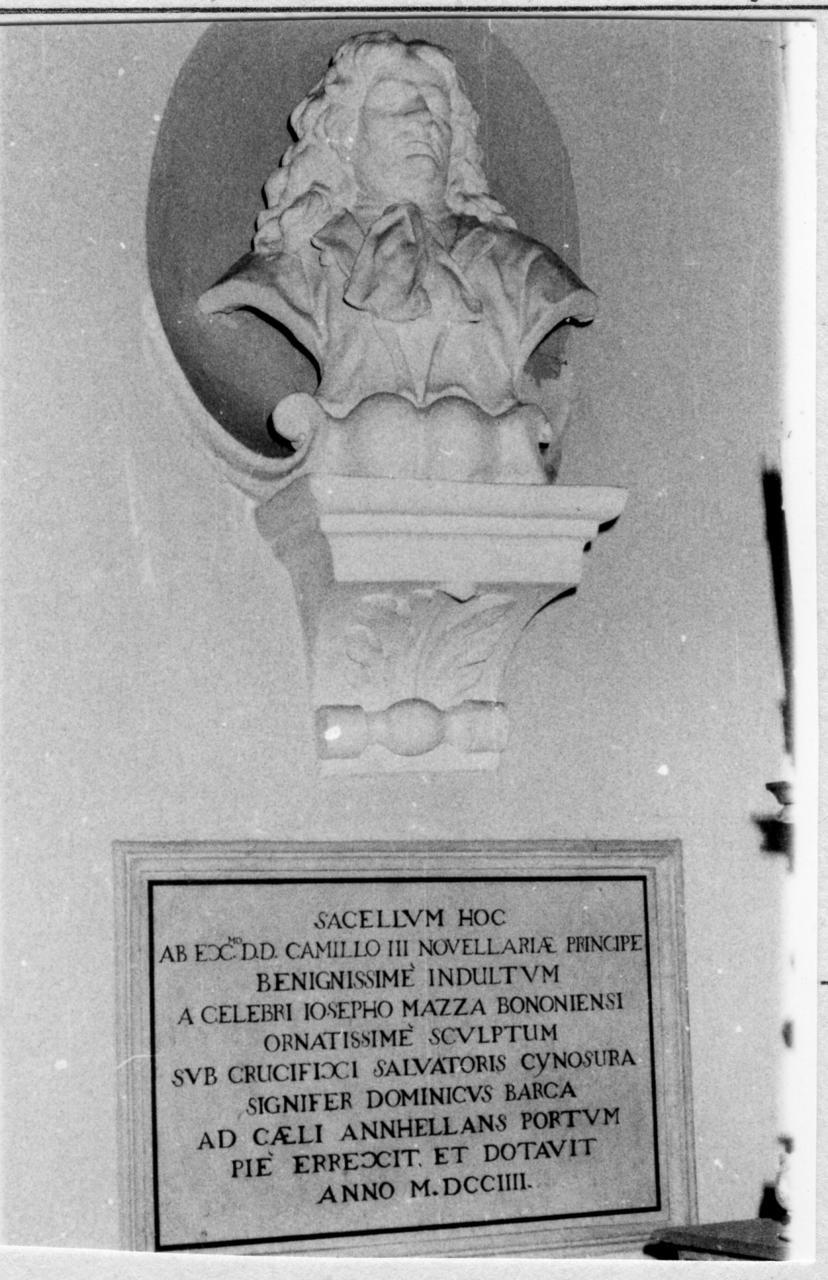 SACELLVM HOC
AB EXC.MO D.D. CAMILLO III NOVELLARIÆ PRINCIPE
BENIGNISSIMÈ INDULTVM
A CELEBRI IOSEPHO MAZZA BONONIENSI
ORNATISSIMÈ SCVLPTUM
SVB CRUCIFIXI SALVATORIS CYNOSURA
SIGNIFER DOMINICVS BARCA
AD CÆLI ANNHELLANS PORTVM
PIÈ ERREXCIT. ET DOTAVIT
ANNO M.DCCIIII.